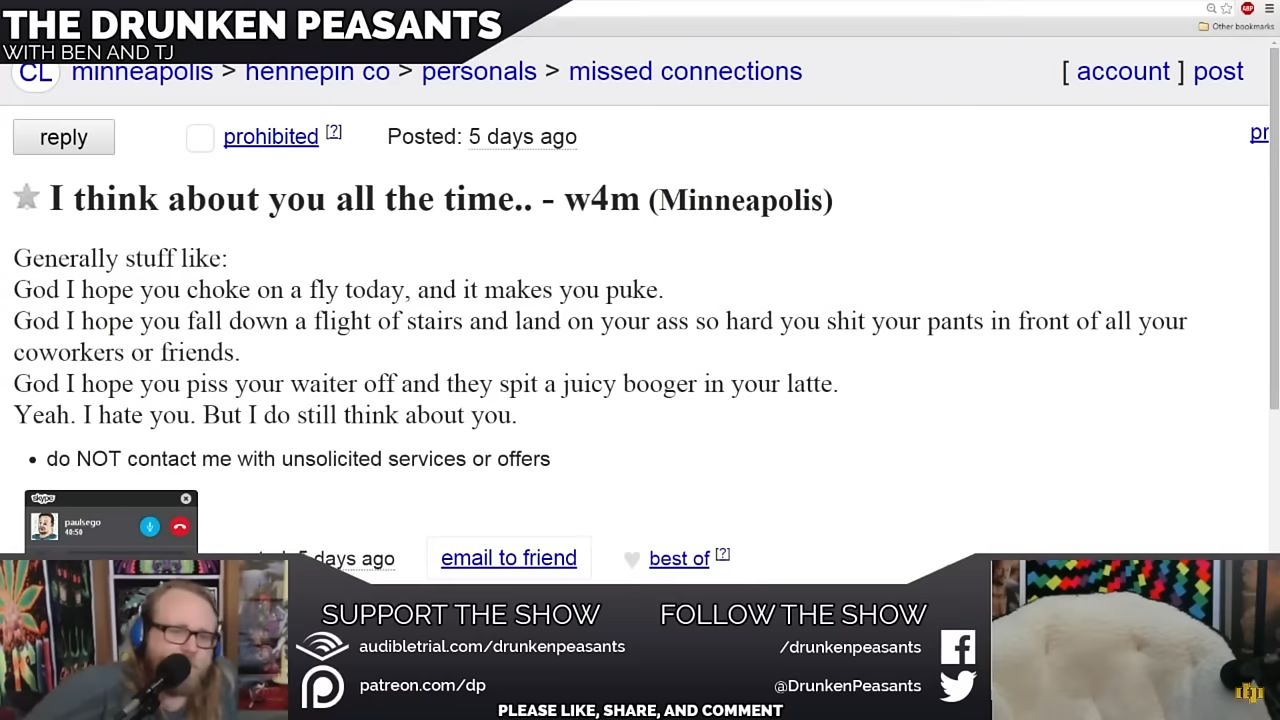 THE DRUNKEN PEASANTS
WITH BEN AND TJ
ABP
Other bookmarks
CL minneapolis > hennepin co > personals > missed connections
[ account ] post
reply
prohibited [?]
Posted: 5 days ago
I think about you all the time.. - w4m (Minneapolis)
Generally stuff like:
God I hope you choke on a fly today, and it makes you puke.
God I hope you fall down a flight of stairs and land on your ass so hard you shit your pants in front of all your
coworkers or friends.
God I hope you piss your waiter off and they spit a juicy booger in your latte.
Yeah. I hate you. But I do still think about you.
• do NOT contact me with unsolicited services or offers
skype
paulsego
40:50
5 days ago
email to friend
best of [?]
SUPPORT THE SHOW
audibletrial.com/drunkenpeasants
patreon.com/dp
FOLLOW THE SHOW
/drunkenpeasants
@DrunkenPeasants
PLEASE LIKE, SHARE, AND COMMENT